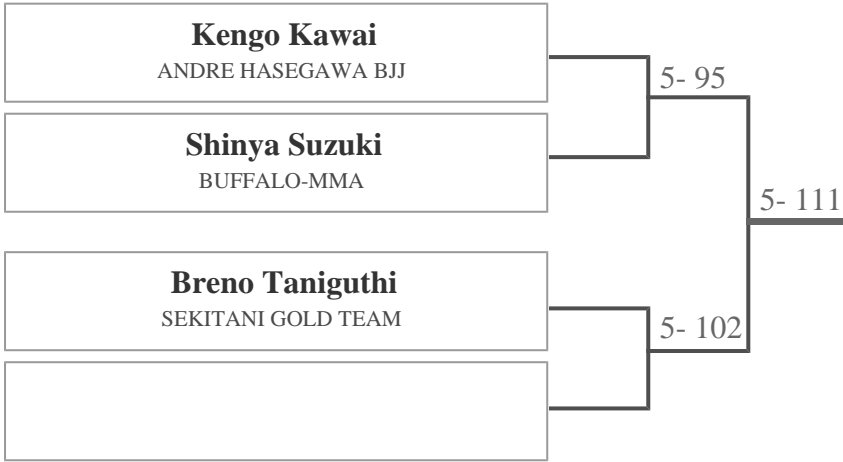 Kengo Kawai
ANDRE HASEGAWA BJJ
5- 95
Shinya Suzuki
BUFFALO-MMA
5- 111
Breno Taniguthi
SEKITANI GOLD TEAM
5- 102